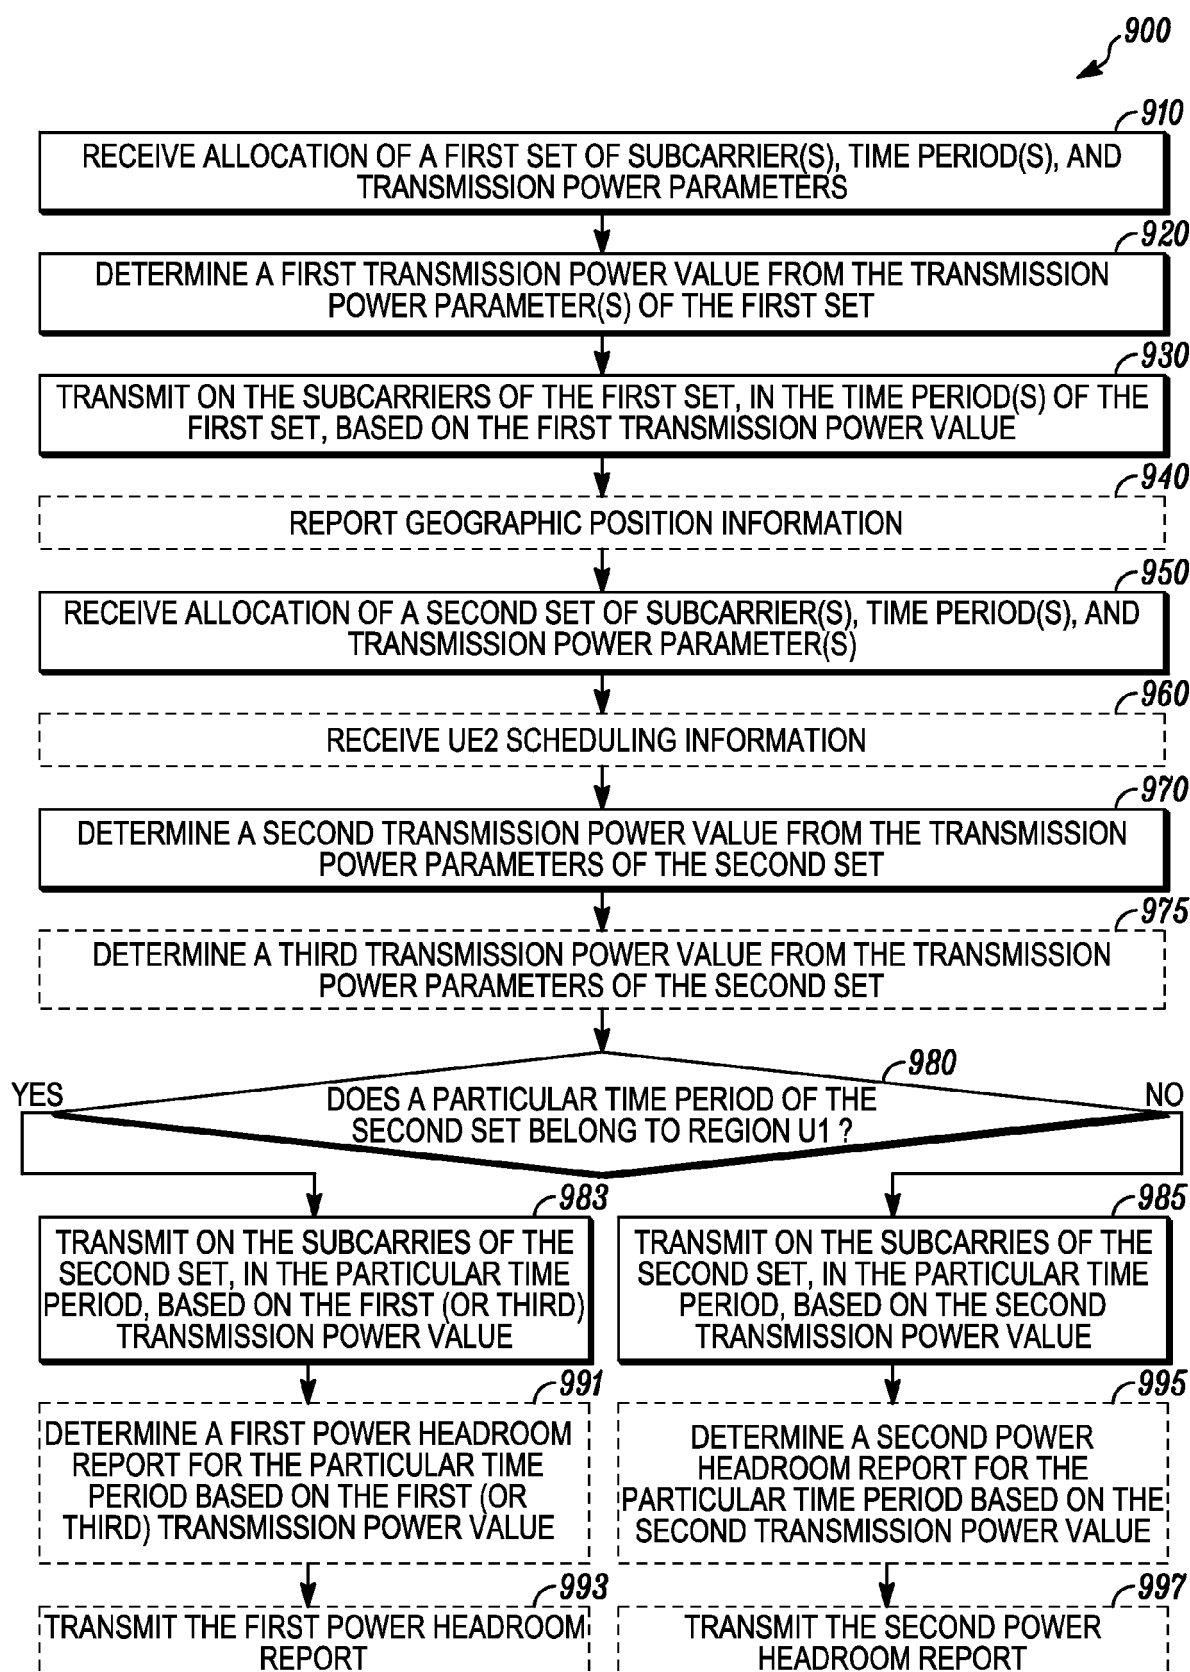 900
910
RECEIVE ALLOCATION OF A FIRST SET OF SUBCARRIER(S), TIME PERIOD(S), AND
TRANSMISSION POWER PARAMETERS
920
DETERMINE A FIRST TRANSMISSION POWER VALUE FROM THE TRANSMISSION
POWER PARAMETER(S) OF THE FIRST SET
930
TRANSMIT ON THE SUBCARRIERS OF THE FIRST SET, IN THE TIME PERIOD(S) OF THE
FIRST SET, BASED ON THE FIRST TRANSMISSION POWER VALUE
940
REPORT GEOGRAPHIC POSITION INFORMATION
950
RECEIVE ALLOCATION OF A SECOND SET OF SUBCARRIER(S), TIME PERIOD(S), AND
TRANSMISSION POWER PARAMETER(S)
960
RECEIVE UE2 SCHEDULING INFORMATION
970
DETERMINE A SECOND TRANSMISSION POWER VALUE FROM THE TRANSMISSION
POWER PARAMETERS OF THE SECOND SET
975
DETERMINE A THIRD TRANSMISSION POWER VALUE FROM THE TRANSMISSION
POWER PARAMETERS OF THE SECOND SET
980
YES
NO
DOES A PARTICULAR TIME PERIOD OF THE
SECOND SET BELONG TO REGION U1 ?
983
TRANSMIT ON THE SUBCARRIES OF THE
SECOND SET, IN THE PARTICULAR TIME
PERIOD, BASED ON THE FIRST (OR THIRD)
TRANSMISSION POWER VALUE
985
TRANSMIT ON THE SUBCARRIES OF THE
SECOND SET, IN THE PARTICULAR TIME
PERIOD, BASED ON THE SECOND
TRANSMISSION POWER VALUE
991
DETERMINE A FIRST POWER HEADROOM
REPORT FOR THE PARTICULAR TIME
PERIOD BASED ON THE FIRST (OR
THIRD) TRANSMISSION POWER VALUE
995
DETERMINE A SECOND POWER
HEADROOM REPORT FOR THE
PARTICULAR TIME PERIOD BASED ON THE
SECOND TRANSMISSION POWER VALUE
993
TRANSMIT THE FIRST POWER HEADROOM
REPORT
997
TRANSMIT THE SECOND POWER
HEADROOM REPORT